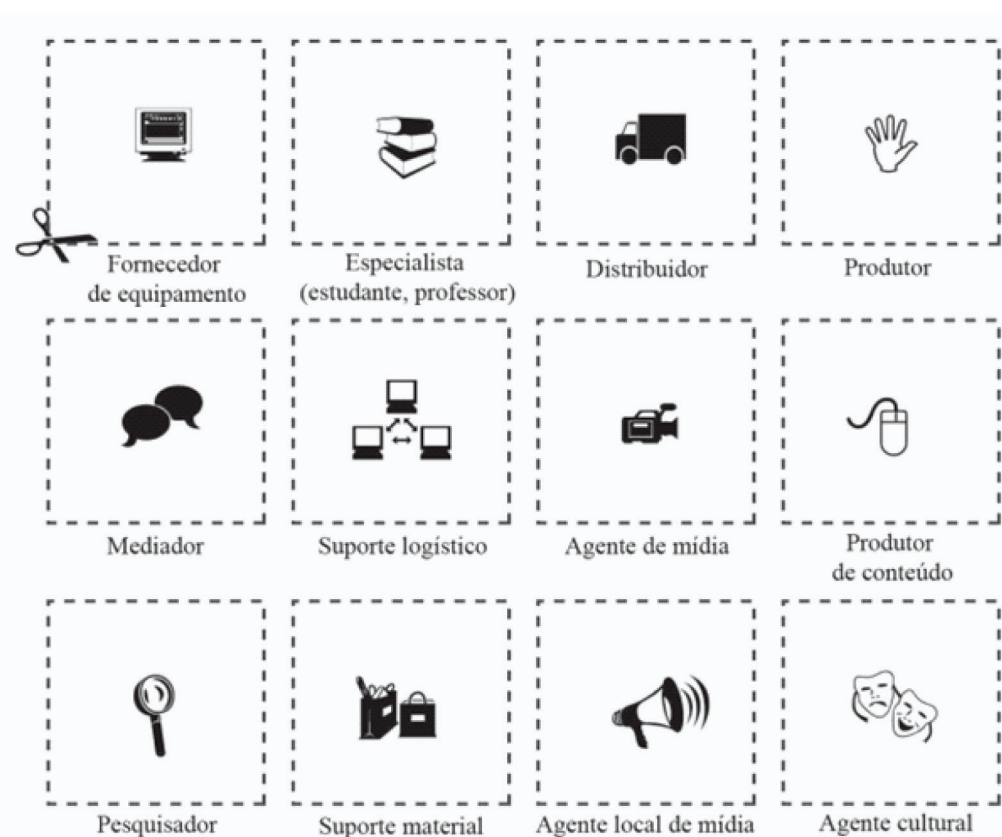 Fornecedor
de equipamento
Especialista
(estudante, professor)
Distribuidor
Produtor
Mediador
Suporte logístico
Agente de mídia
Produtor
de conteúdo
Pesquisador
Suporte material
Agente local de mídia
Agente cultural